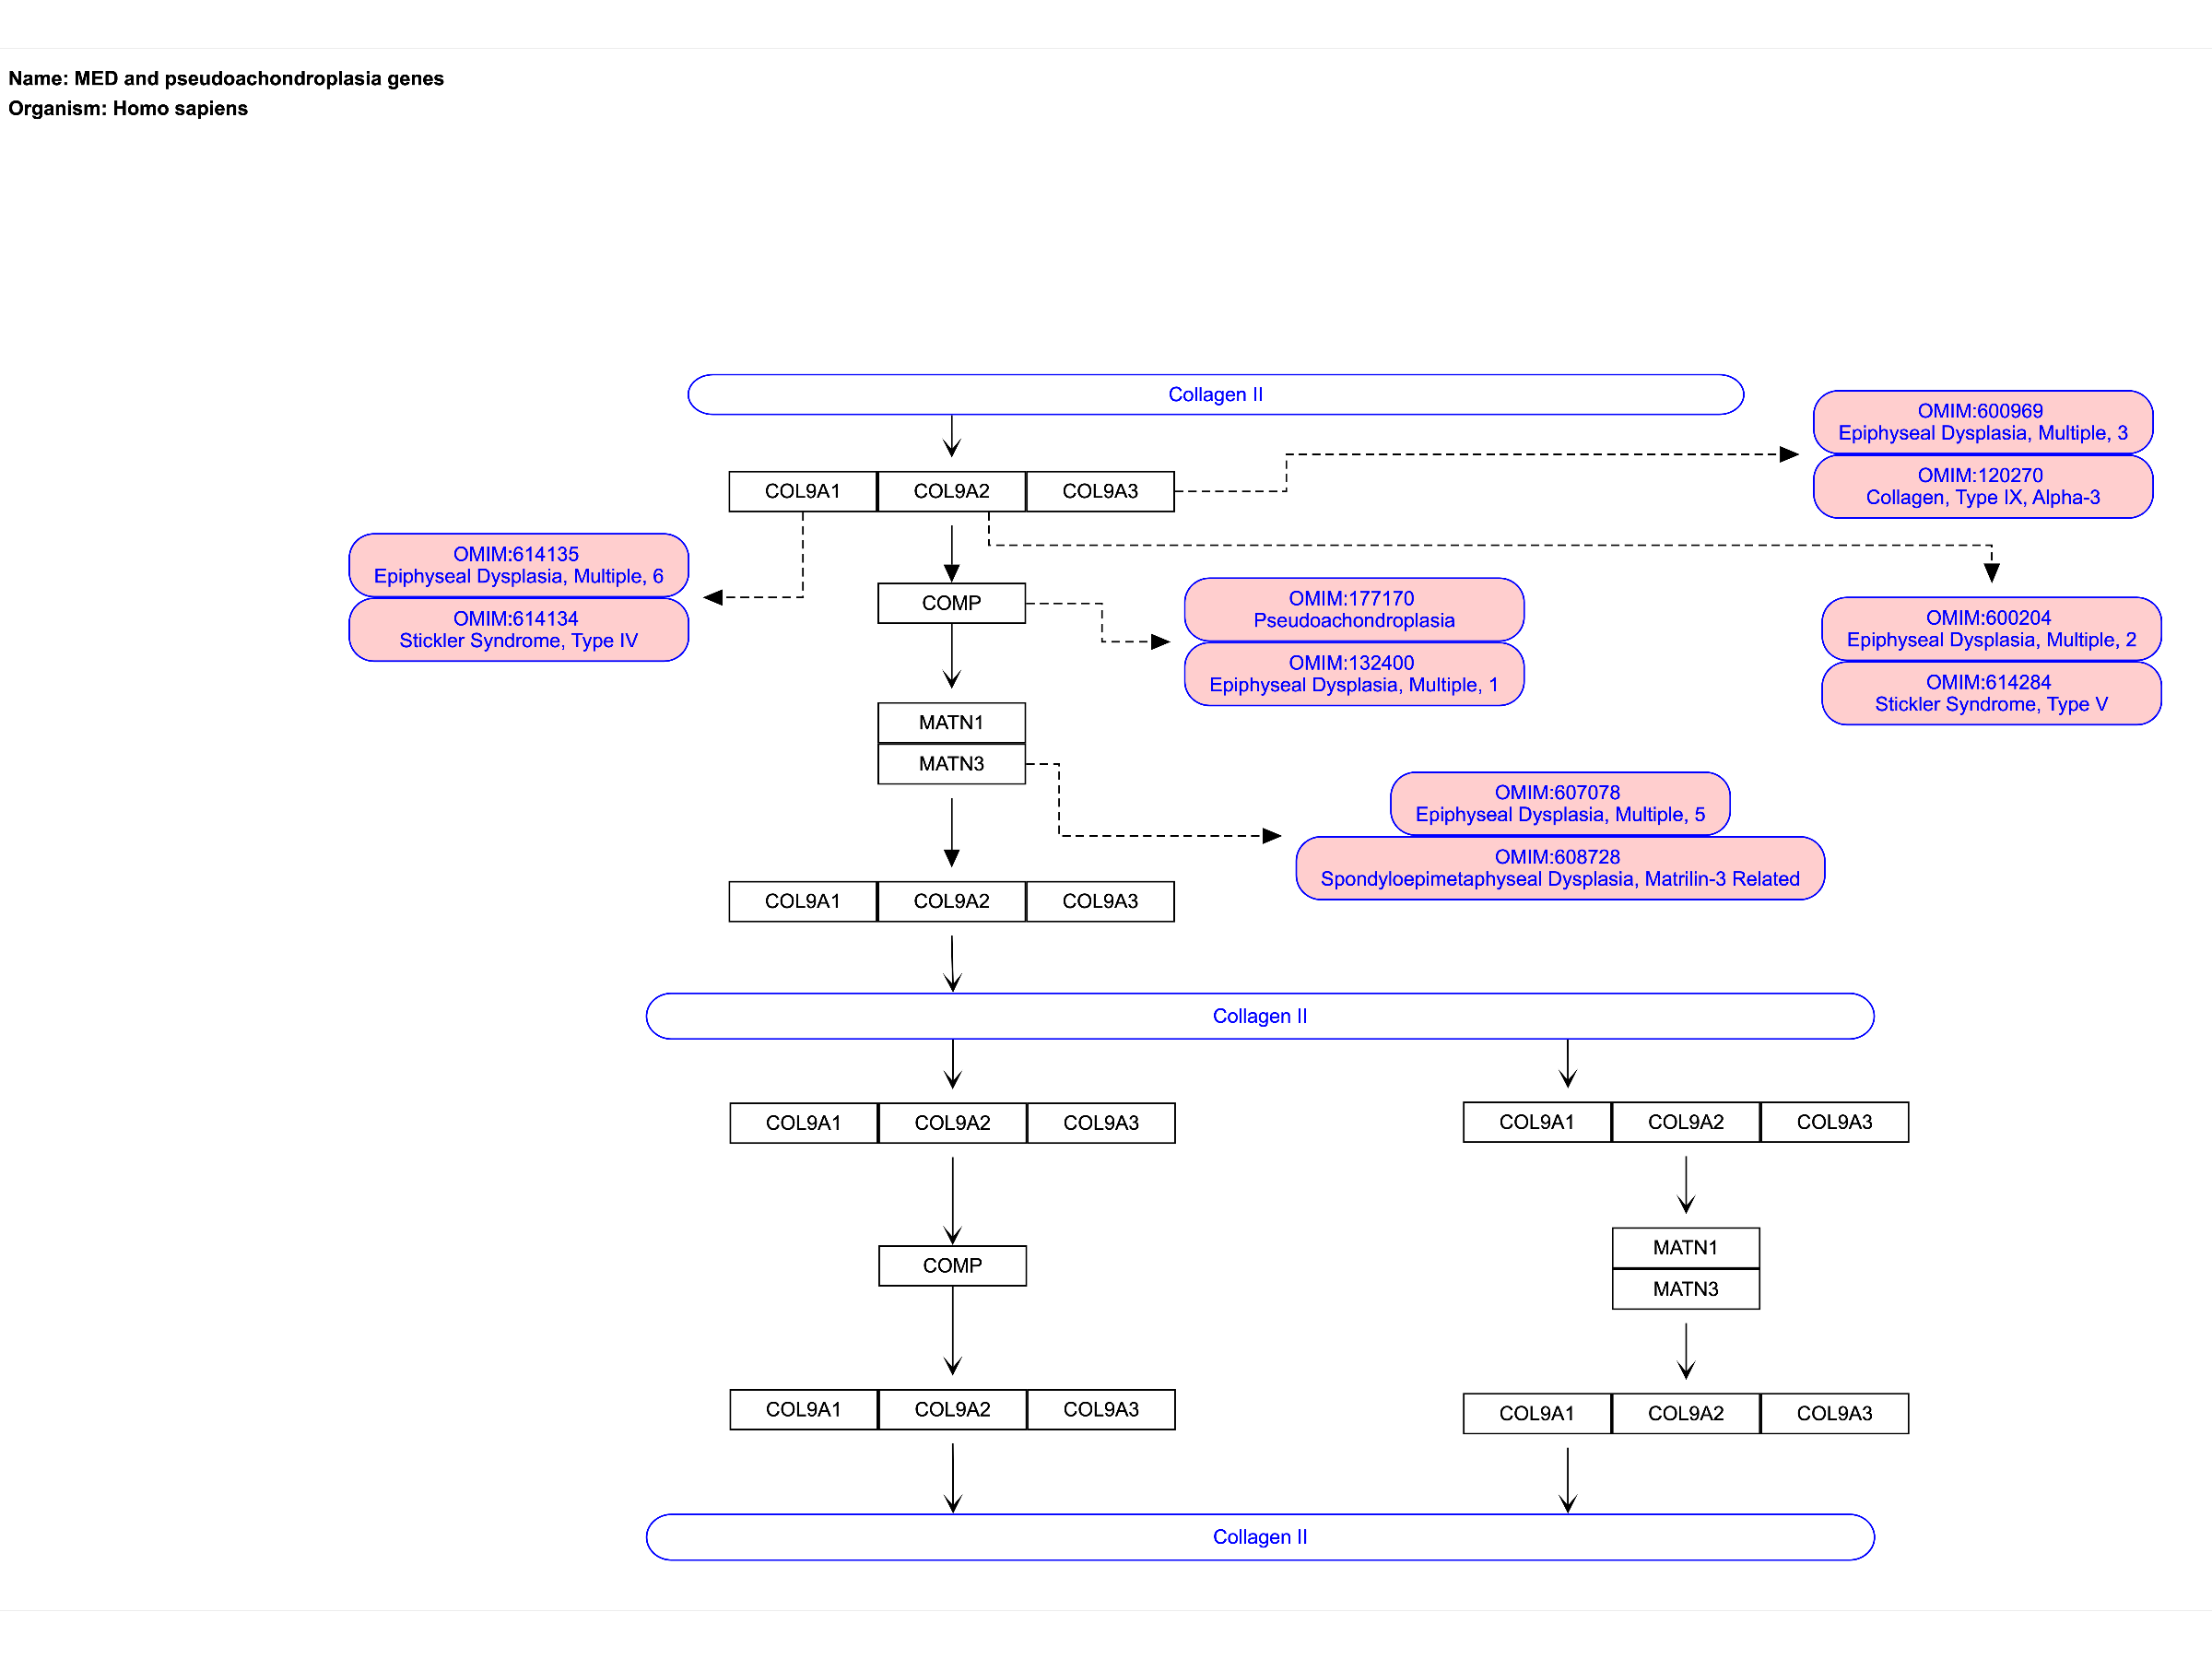 Name: MED and pseudoachondroplasia genes
Organism: Homo sapiens
Collagen II
OMIM:600969
Epiphyseal Dysplasia, Multiple, 3
OMIM:120270
Collagen, Type IX, Alpha-3
COL9A1 COL9A2 COL9A3
OMIM:614135
Epiphyseal Dysplasia, Multiple, 6
OMIM:614134
Stickler Syndrome, Type IV
COMP
OMIM:177170
Pseudoachondroplasia
OMIM:132400
Epiphyseal Dysplasia, Multiple, 1
OMIM:600204
Epiphyseal Dysplasia, Multiple, 2
OMIM:614284
Stickler Syndrome, Type V
MATN1
MATN3
OMIM:607078
Epiphyseal Dysplasia, Multiple, 5
OMIM:608728
Spondyloepimetaphyseal Dysplasia, Matrilin-3 Related
COL9A1 COL9A2 COL9A3
Collagen II
COL9A1 COL9A2 COL9A3
COL9A1 COL9A2 COL9A3
COMP
MATN1
MATN3
COL9A1 COL9A2 COL9A3
COL9A1 COL9A2 COL9A3
Collagen II